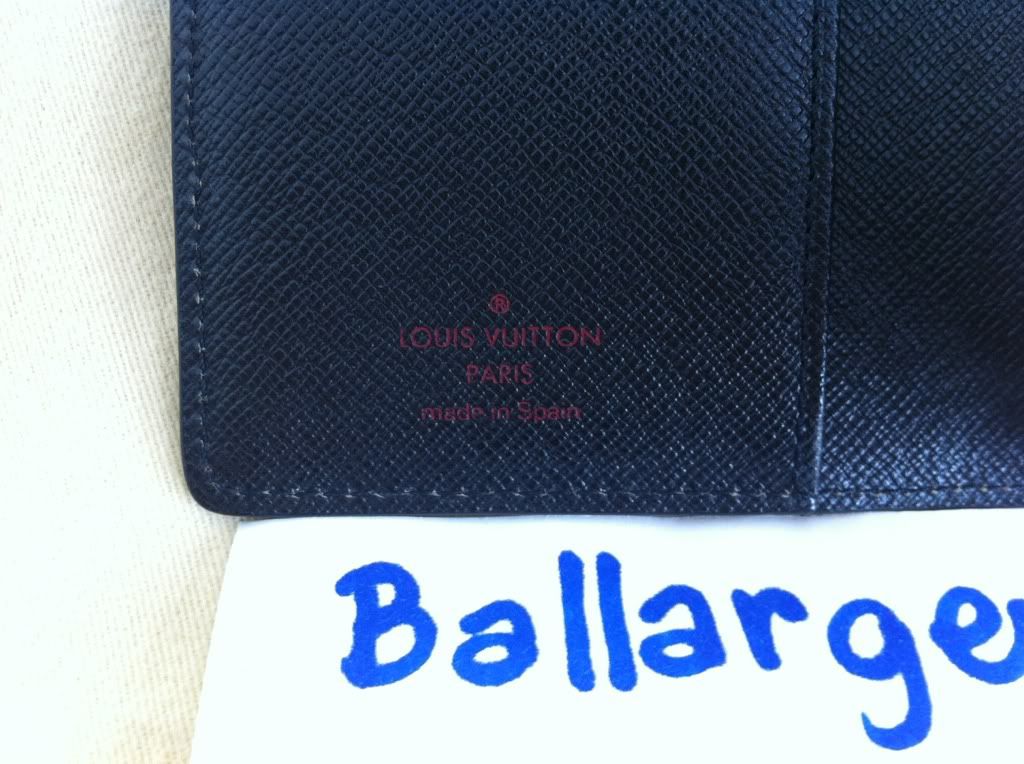 ®
LOUIS VUITTON
PARIS
made in Spain
Ballarge